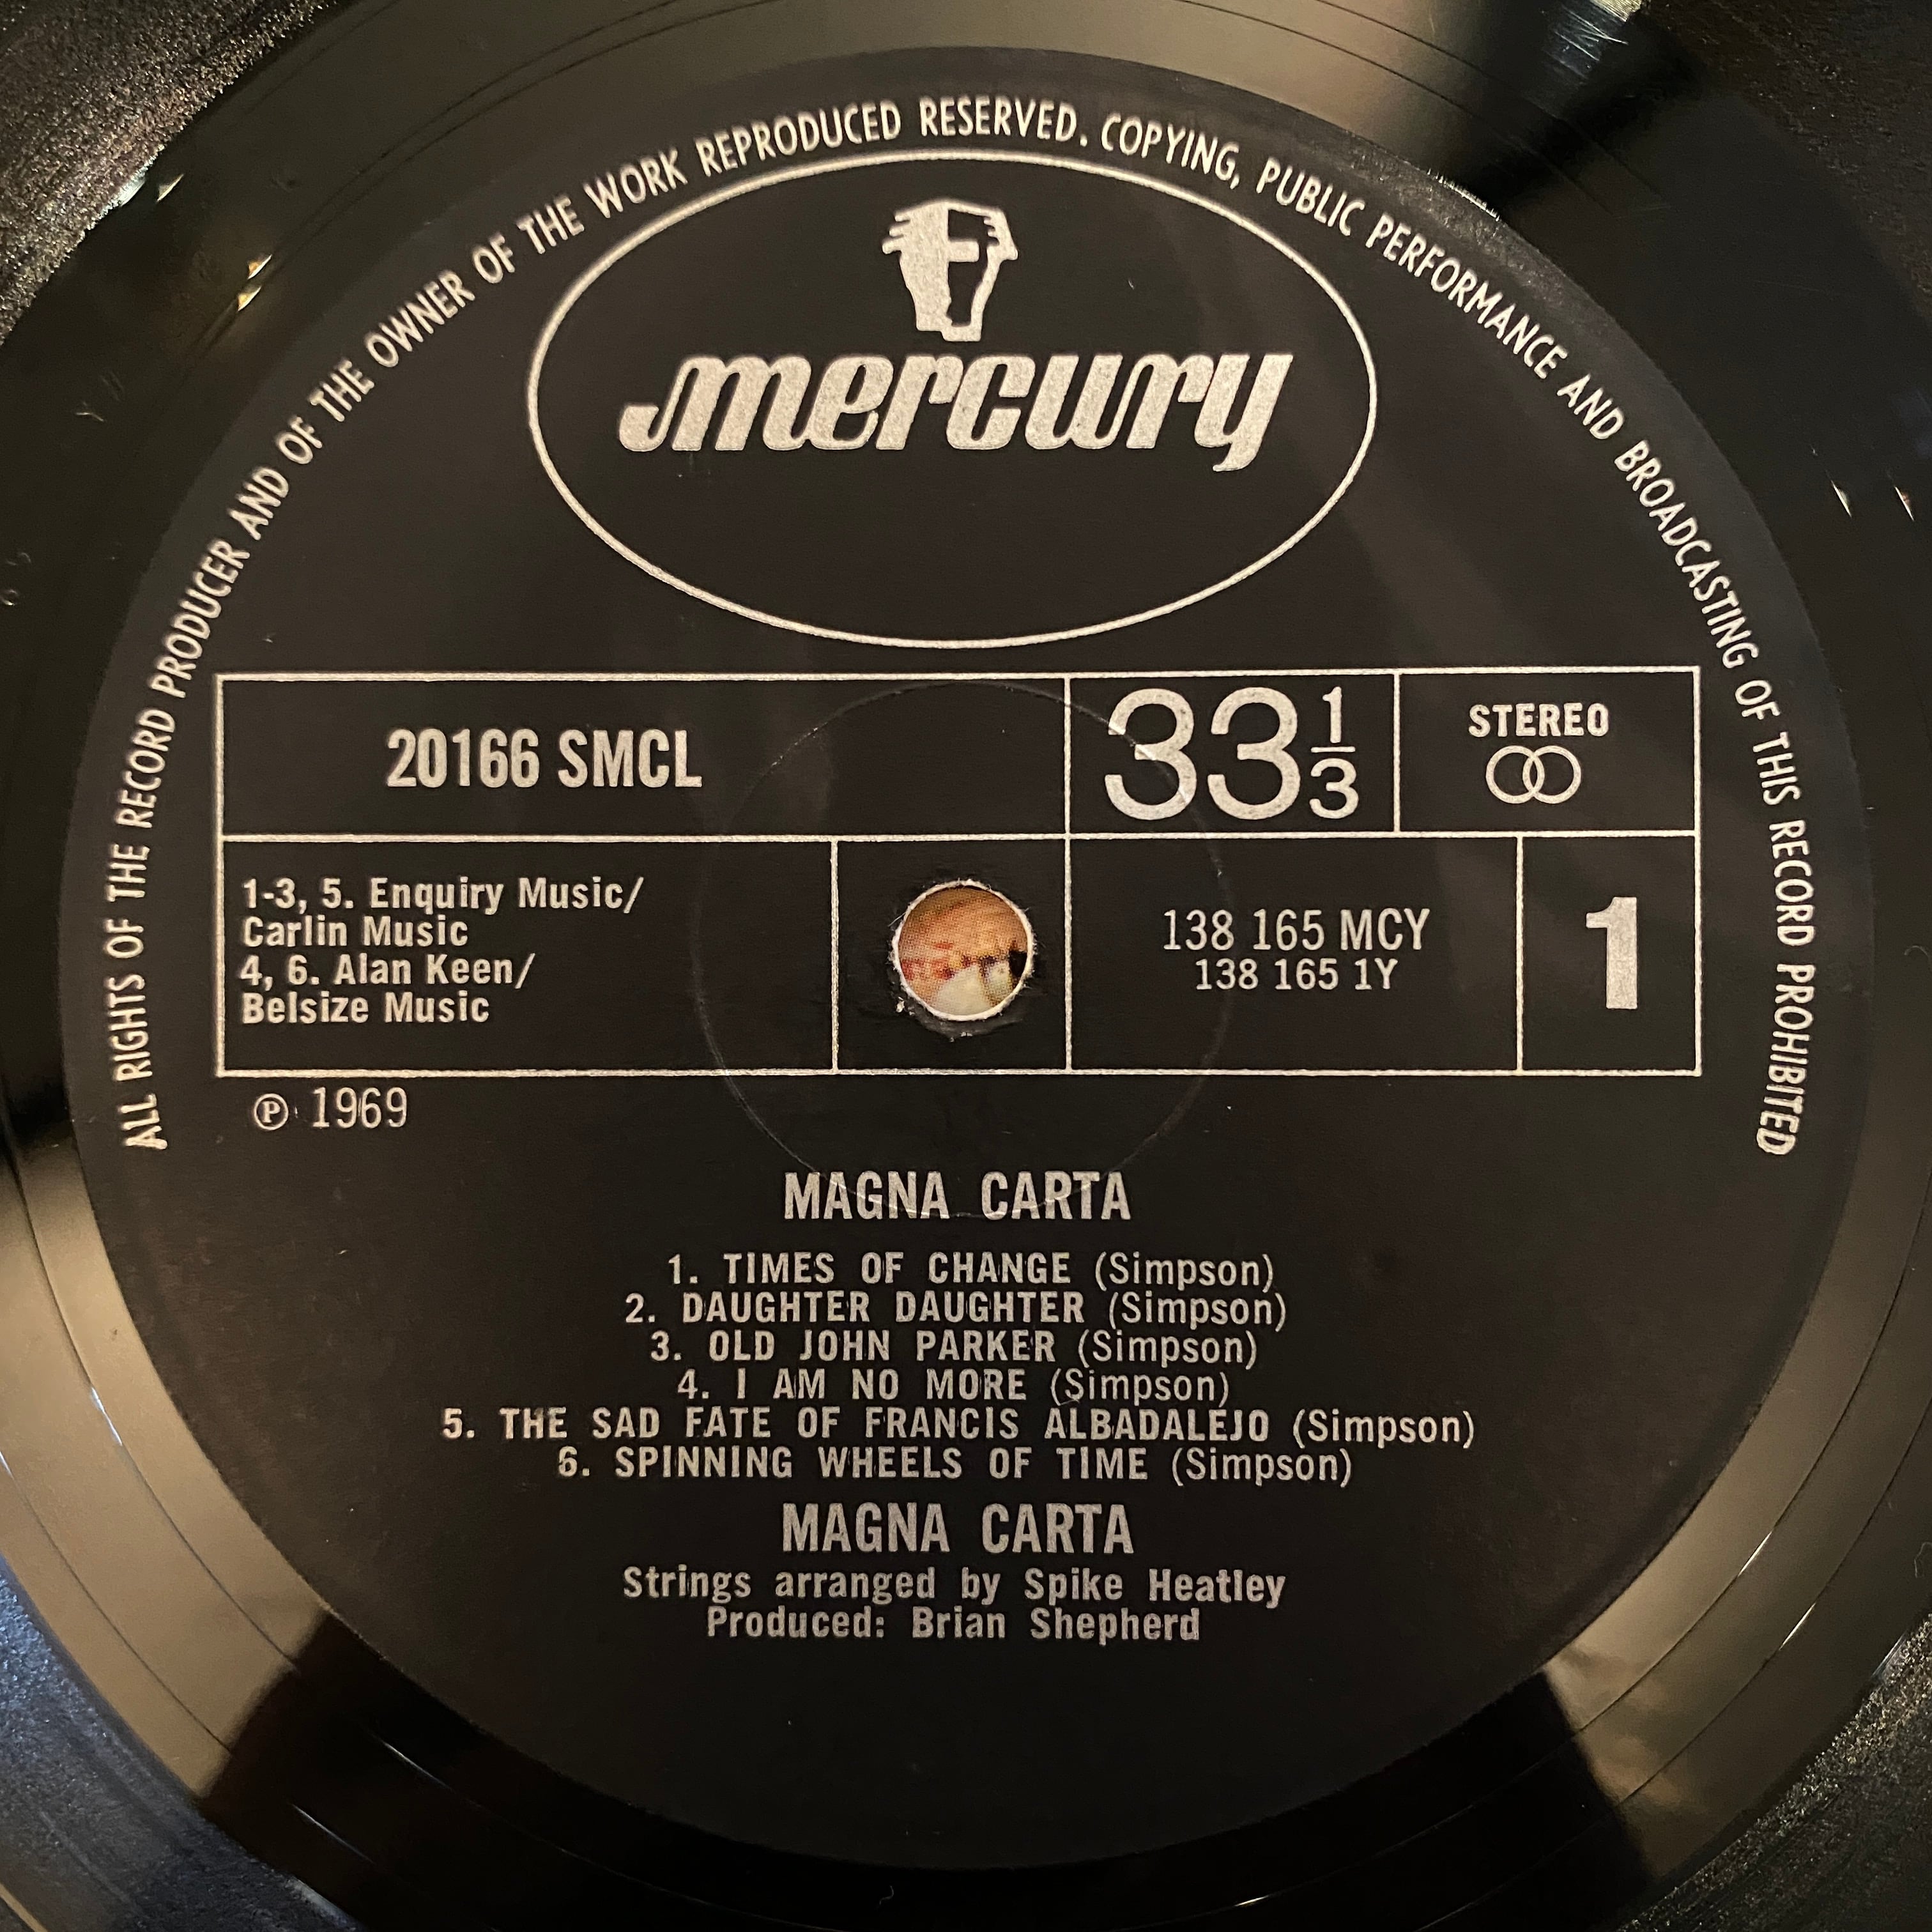 ALL RIGHTS OF THE RECORD PRODUCER AND OF THE OWNER OF THE WORK REPRODUCED RESERVED. COPYING, PUBLIC PERFORMANCE AND BROADCASTING OF THIS RECORD PROHIBITED
mercury
20166 SMCL
33 1/3
STEREO
1-3, 5. Enquiry Music/
Carlin Music
4, 6. Alan Keen/
Belsize Music
138 165 MCY
138 165 1Y
1
Ⓟ 1969
MAGNA CARTA
1. TIMES OF CHANGE (Simpson)
2. DAUGHTER DAUGHTER (Simpson)
3. OLD JOHN PARKER (Simpson)
4. I AM NO MORE (Simpson)
5. THE SAD FATE OF FRANCIS ALBADALEJO (Simpson)
6. SPINNING WHEELS OF TIME (Simpson)
MAGNA CARTA
Strings arranged by Spike Heatley
Produced: Brian Shepherd